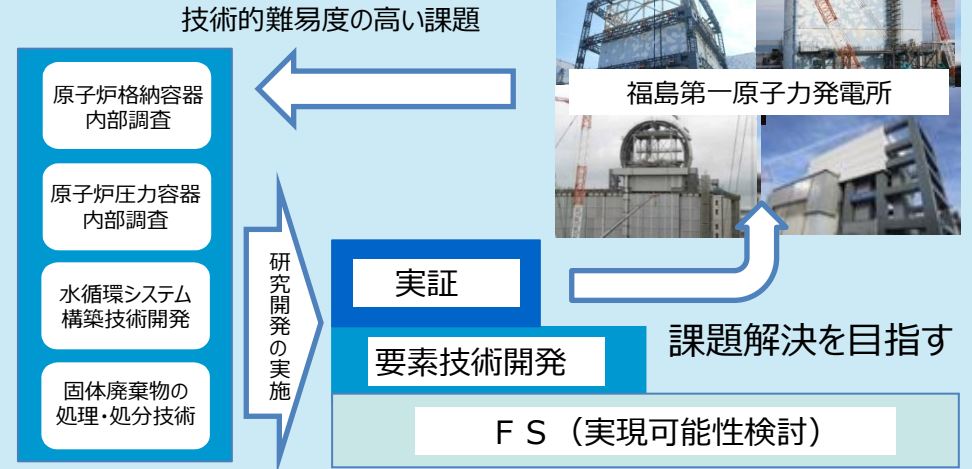 技術的難易度の高い課題
福島第一原子力発電所
原子炉格納容器
内部調査
原子炉圧力容器
内部調査
水循環システム
構築技術開発
固体廃棄物の
処理・処分技術
研究開発の実施
実証
要素技術開発
ＦＳ（実現可能性検討）
課題解決を目指す